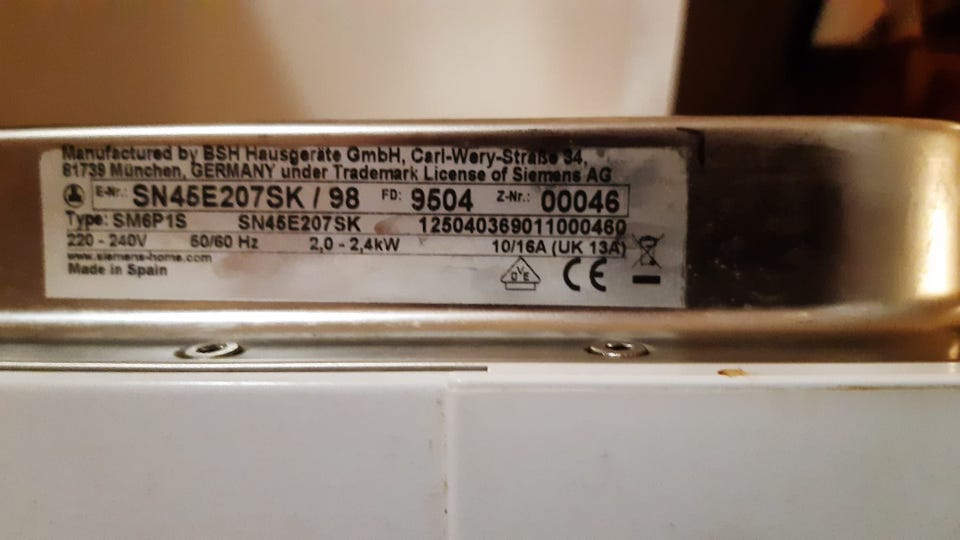 Manufactured by BSH Hausgeräte GmbH, Carl-Wery-Straße 34,
81739 München, GERMANY under Trademark License of Siemens AG
E-Nr.: SN45E207SK / 98 FD: 9504 Z-Nr.: 00046
Type: SM6P1S SN45E207SK 125040369011000460
220 - 240V 50/60 Hz 2,0 - 2,4kW 10/16A (UK 13A)
www.siemens-home.com
Made in Spain
DVE CE